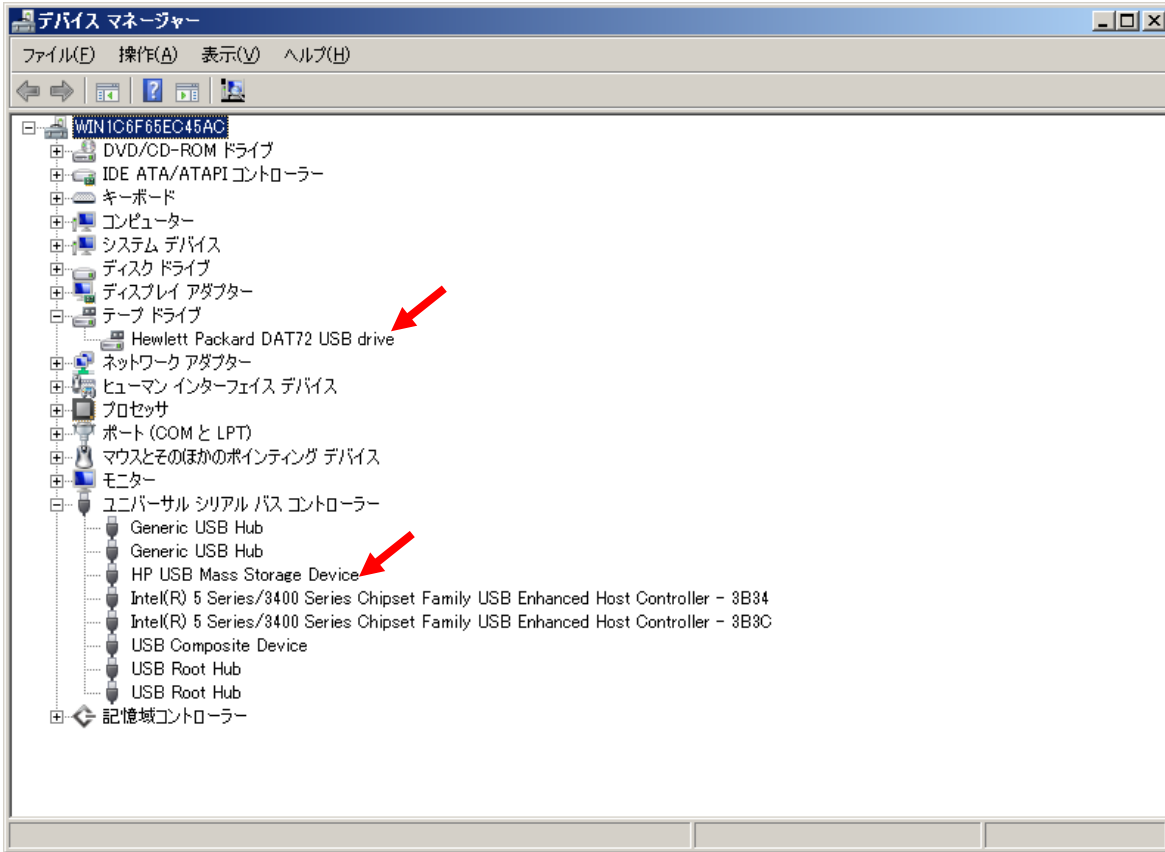 デバイス マネージャー
ファイル(F) 操作(A) 表示(V) ヘルプ(H)
WIN1C6F65EC45AC
DVD/CD-ROM ドライブ
IDE ATA/ATAPI コントローラー
キーボード
コンピューター
システム デバイス
ディスク ドライブ
ディスプレイ アダプター
テープ ドライブ
Hewlett Packard DAT72 USB drive
ネットワーク アダプター
ヒューマン インターフェイス デバイス
プロセッサ
ポート (COM と LPT)
マウスとそのほかのポインティング デバイス
モニター
ユニバーサル シリアル バス コントローラー
Generic USB Hub
Generic USB Hub
HP USB Mass Storage Device
Intel(R) 5 Series/3400 Series Chipset Family USB Enhanced Host Controller - 3B34
Intel(R) 5 Series/3400 Series Chipset Family USB Enhanced Host Controller - 3B3C
USB Composite Device
USB Root Hub
USB Root Hub
記憶域コントローラー